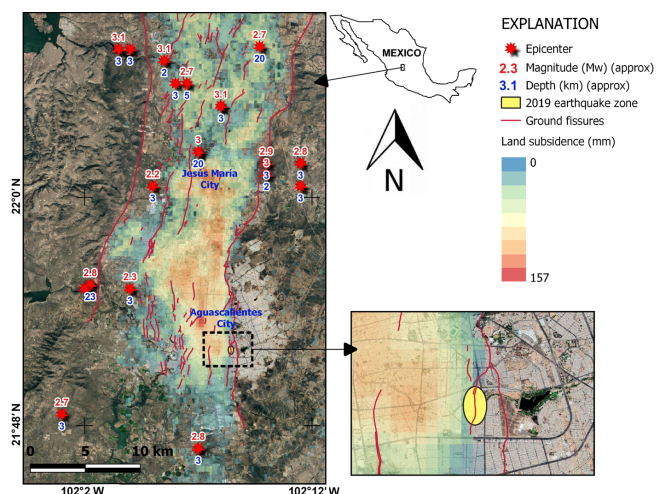 3.1
3
3
3.1
2
2.7
3
5
2.7
20
3.1
3
3
20
2.9
3
2
2.8
3
3
Jesús María
City
2.2
3
22°0'N
2.8
23
2.3
3
Aguascalientes
City
21°48'N
2.7
3
2.8
3
0
5
10 km
102°2 W
102°12 W
MEXICO
N
EXPLANATION
Epicenter
2.3 Magnitude (Mw) (approx)
3.1 Depth (km) (approx)
2019 earthquake zone
Ground fissures
Land subsidence (mm)
0
157